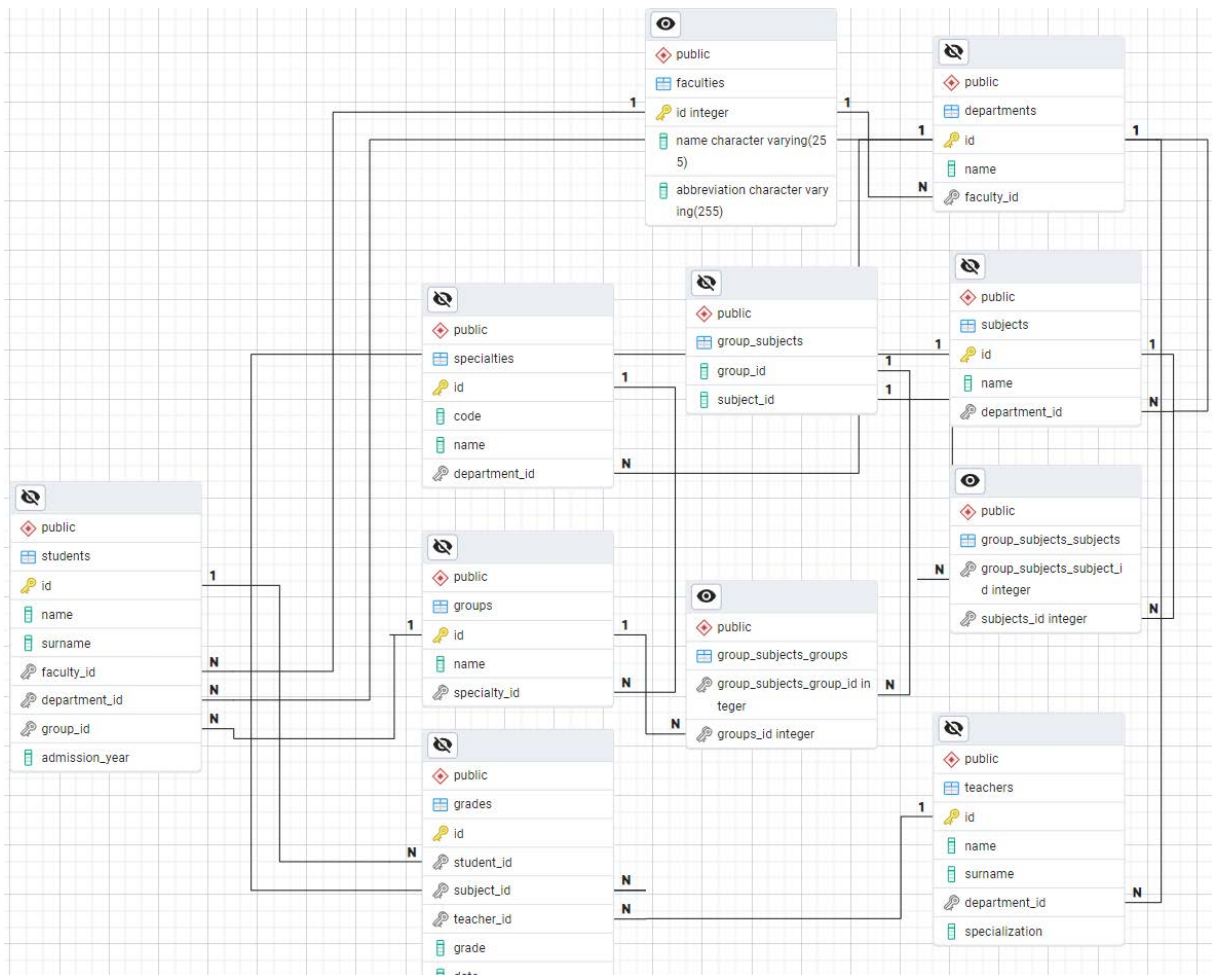 public
faculties
1
id integer
1
name character varying(25
5)
abbreviation character vary
ing(255)
public
departments
1
id
1
name
N
faculty_id
public
specialties
id
1
code
name
department_id
N
public
group_subjects
group_id
1
subject_id
1
public
subjects
1
id
1
name
department_id
N
public
students
id
1
name
surname
faculty_id
N
department_id
N
group_id
N
admission_year
public
groups
1
id
1
name
specialty_id
N
public
group_subjects_groups
group_subjects_group_id in
teger
N
N
groups_id integer
public
group_subjects_subjects
N
group_subjects_subject_i
d integer
subjects_id integer
N
public
grades
id
N
student_id
subject_id
N
teacher_id
N
grade
date
public
teachers
1
id
name
surname
department_id
N
specialization